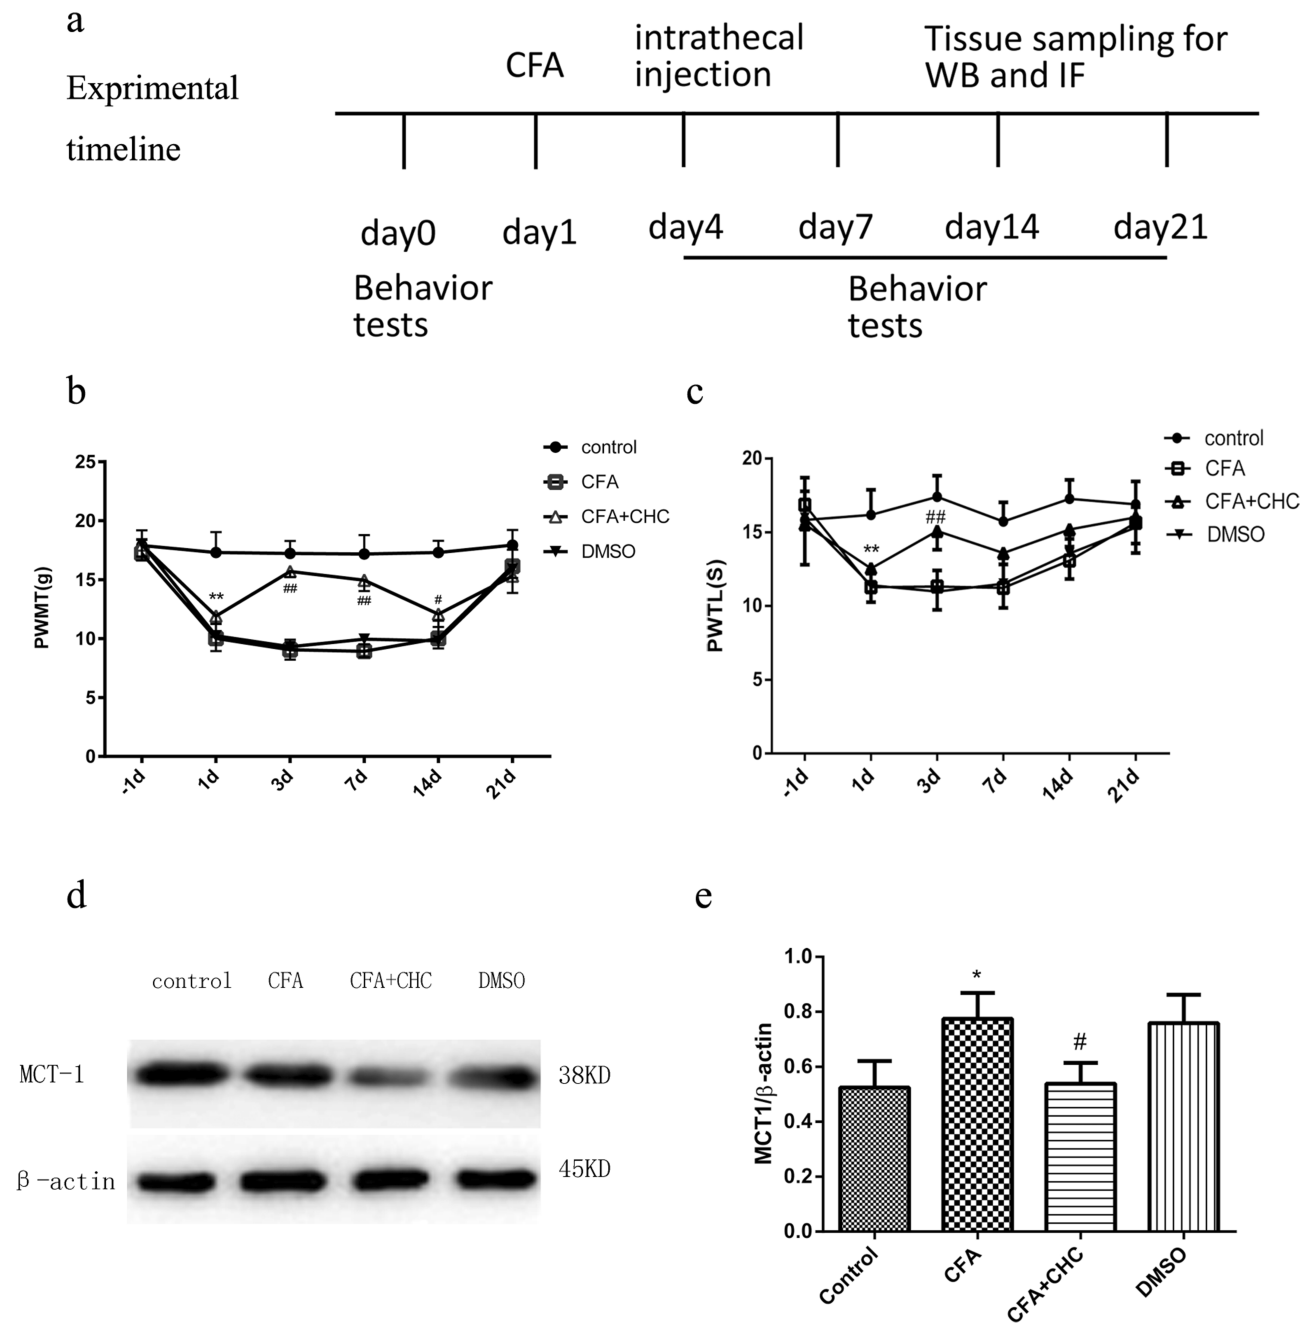 a
Exprimental
timeline
CFA
intrathecal
injection
Tissue sampling for
WB and IF
day0
day1
day4
day7
day14
day21
Behavior
tests
Behavior
tests
b
control
CFA
CFA+CHC
DMSO
PWMT(g)
25
20
15
10
5
0
**
##
##
#
-1d
1d
3d
7d
14d
21d
c
control
CFA
CFA+CHC
DMSO
PWTL(S)
20
15
10
5
0
**
##
-1d
1d
3d
7d
14d
21d
d
control CFA CFA+CHC DMSO
MCT-1 38KD
β-actin 45KD
e
MCT1/β-actin
1.0
0.8
0.6
0.4
0.2
0.0
*
#
Control
CFA
CFA+CHC
DMSO